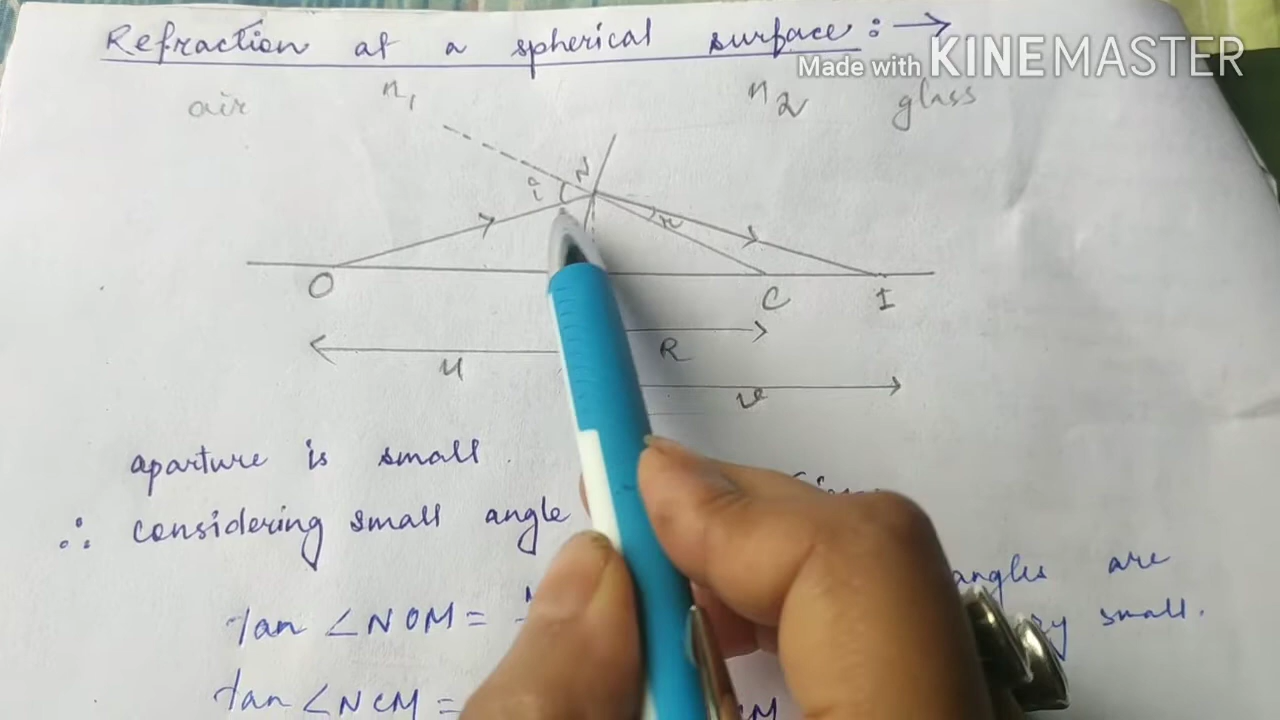 Refraction at a spherical surface :→
Made with KINEMASTER
air n₁ n₂ glass
i N r
O C I
R
u
v
aparture is small.
∴ considering small angle
angles are
small.
tan ∠NOM =
tan ∠NCM =